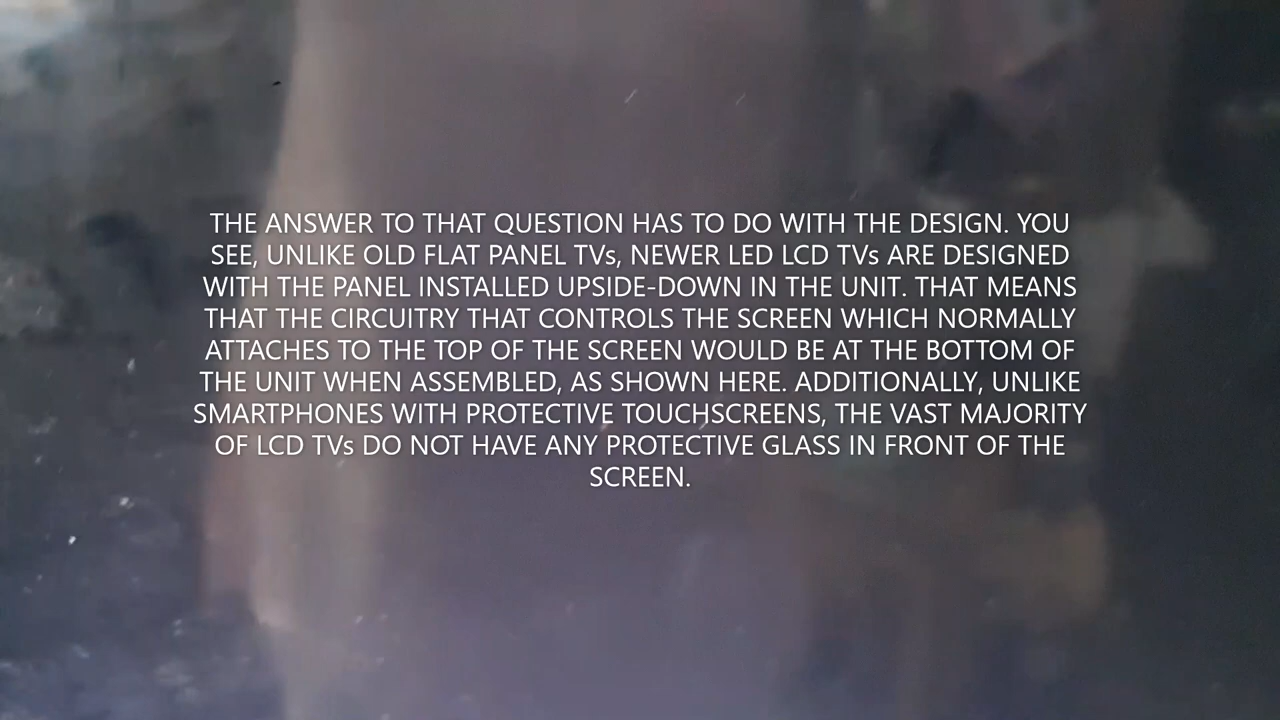 THE ANSWER TO THAT QUESTION HAS TO DO WITH THE DESIGN. YOU
SEE, UNLIKE OLD FLAT PANEL TVs, NEWER LED LCD TVs ARE DESIGNED
WITH THE PANEL INSTALLED UPSIDE-DOWN IN THE UNIT. THAT MEANS
THAT THE CIRCUITRY THAT CONTROLS THE SCREEN WHICH NORMALLY
ATTACHES TO THE TOP OF THE SCREEN WOULD BE AT THE BOTTOM OF
THE UNIT WHEN ASSEMBLED, AS SHOWN HERE. ADDITIONALLY, UNLIKE
SMARTPHONES WITH PROTECTIVE TOUCHSCREENS, THE VAST MAJORITY
OF LCD TVs DO NOT HAVE ANY PROTECTIVE GLASS IN FRONT OF THE
SCREEN.